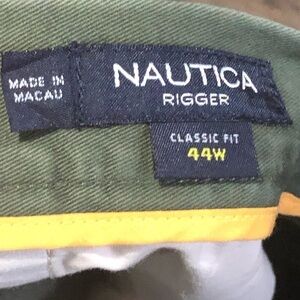 MADE IN
MACAU
NAUTICA
RIGGER
CLASSIC FIT
44W